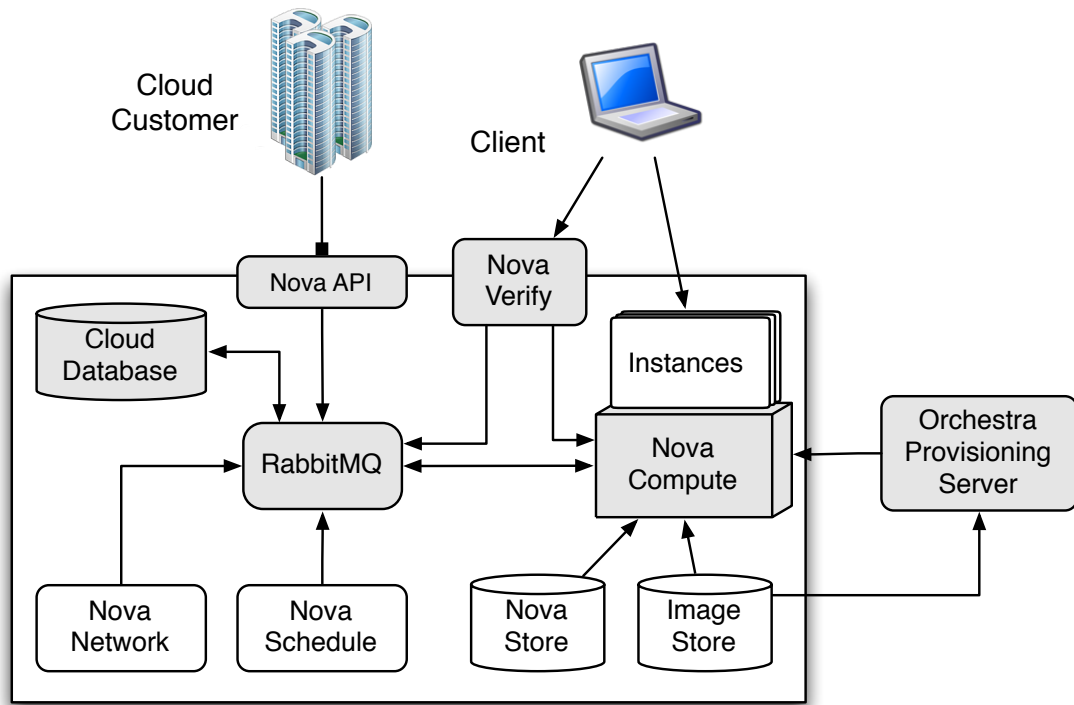 Cloud
Customer
Client
Nova API
Nova
Verify
Cloud
Database
Instances
RabbitMQ
Nova
Compute
Orchestra
Provisioning
Server
Nova
Network
Nova
Schedule
Nova
Store
Image
Store